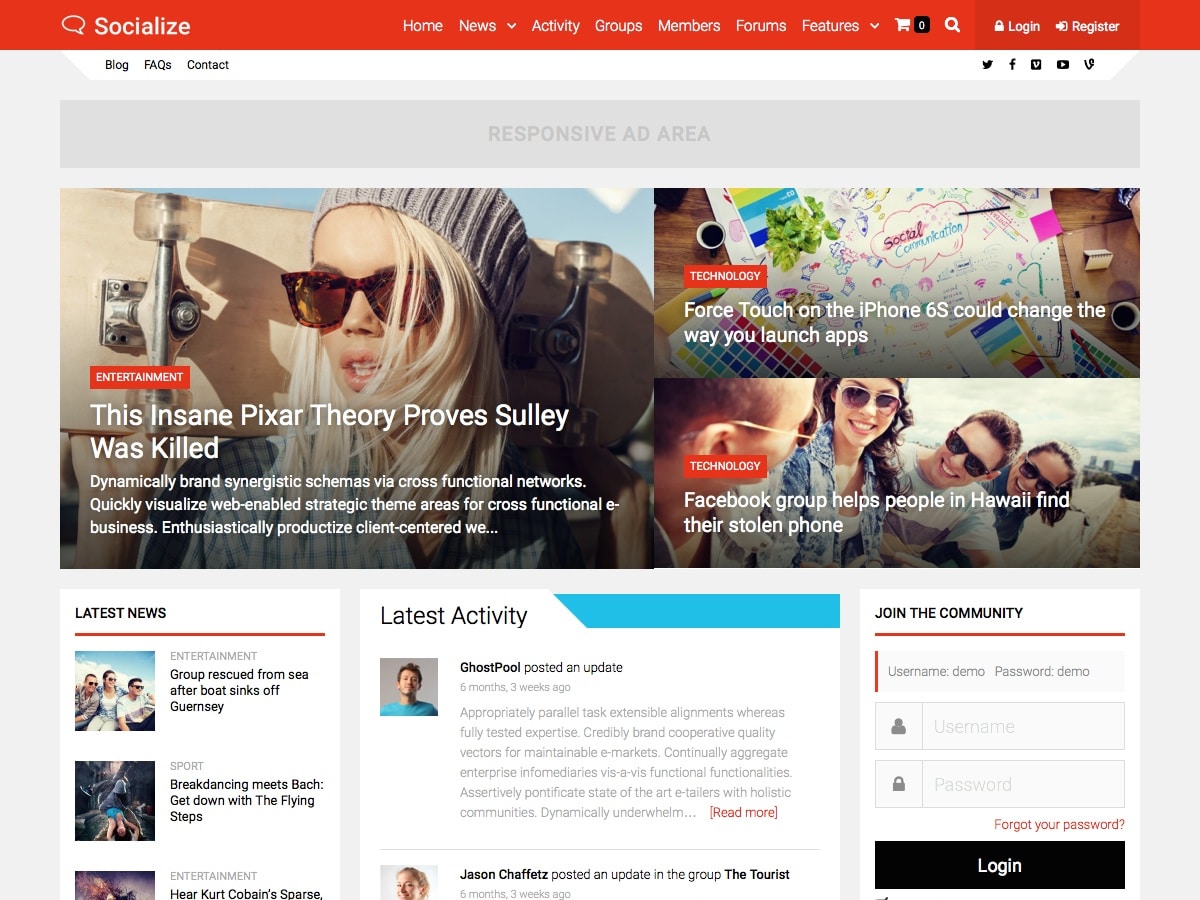 Socialize
Home News Activity Groups Members Forums Features 0 Login Register
Blog FAQs Contact
RESPONSIVE AD AREA
ENTERTAINMENT
This Insane Pixar Theory Proves Sulley
Was Killed
Dynamically brand synergistic schemas via cross functional networks.
Quickly visualize web-enabled strategic theme areas for cross functional e-
business. Enthusiastically productize client-centered we...
Social
Communication
TECHNOLOGY
Force Touch on the iPhone 6S could change the
way you launch apps
TECHNOLOGY
Facebook group helps people in Hawaii find
their stolen phone
LATEST NEWS
ENTERTAINMENT
Group rescued from sea
after boat sinks off
Guernsey
SPORT
Breakdancing meets Bach:
Get down with The Flying
Steps
ENTERTAINMENT
Hear Kurt Cobain's Sparse,
Latest Activity
GhostPool posted an update
6 months, 3 weeks ago
Appropriately parallel task extensible alignments whereas
fully tested expertise. Credibly brand cooperative quality
vectors for maintainable e-markets. Continually aggregate
enterprise infomediaries vis-a-vis functional functionalities.
Assertively pontificate state of the art e-tailers with holistic
communities. Dynamically underwhelm... [Read more]
Jason Chaffetz posted an update in the group The Tourist
6 months, 3 weeks ago
JOIN THE COMMUNITY
Username: demo Password: demo
Username
Password
Forgot your password?
Login